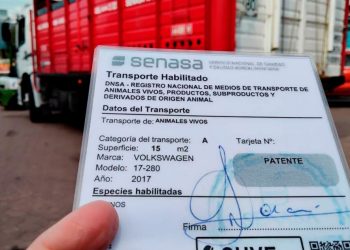 senasa
SERVICIO NACIONAL DE SANIDAD
Y CALIDAD AGROALIMENTARIA
Transporte Habilitado
DNSA - REGISTRO NACIONAL DE MEDIOS DE TRANSPORTE DE
ANIMALES VIVOS, PRODUCTOS, SUBPRODUCTOS Y
DERIVADOS DE ORIGEN ANIMAL
Datos del Transporte
Transporte de: ANIMALES VIVOS
Categoría del transporte: A Tarjeta Nº:
Superficie: 15 m2
Marca: VOLKSWAGEN
PATENTE
Modelo: 17-280
Año: 2017
Especies habilitadas
Firma